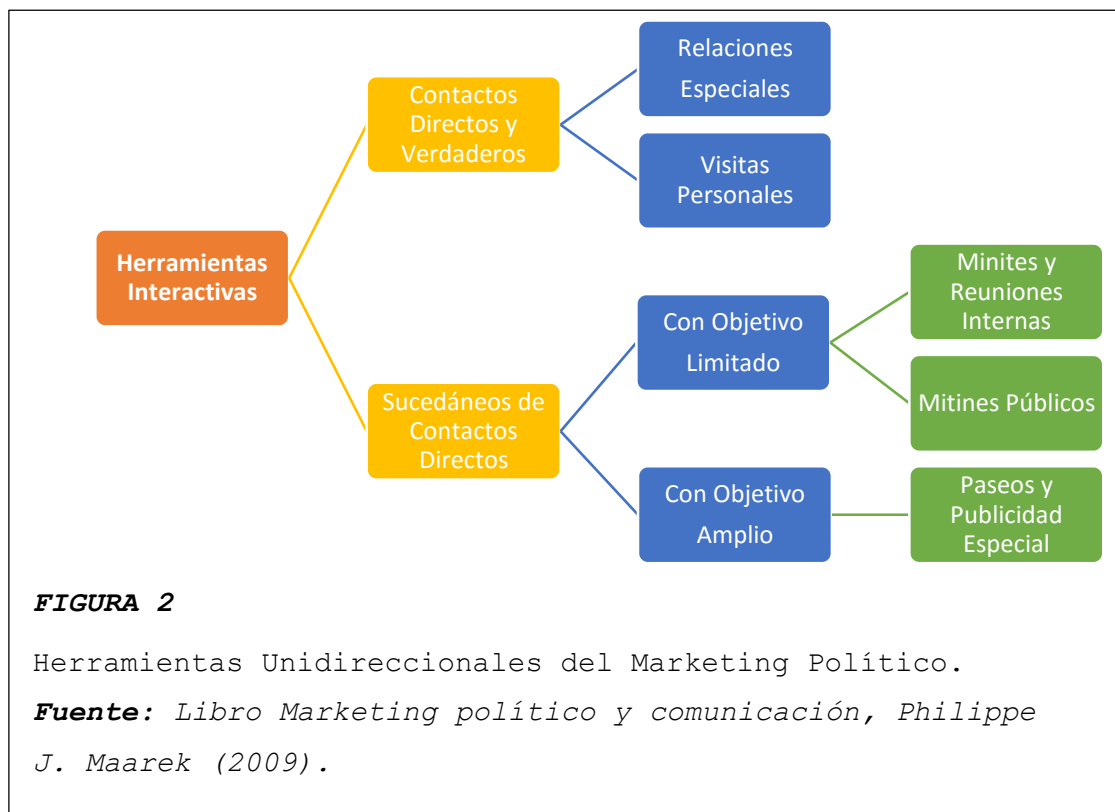 Relaciones
Especiales
Contactos
Directos y
Verdaderos
Visitas
Personales
Herramientas
Interactivas
Minites y
Reuniones
Internas
Con Objetivo
Limitado
Mitines Públicos
Sucedáneos de
Contactos
Directos
Con Objetivo
Amplio
Paseos y
Publicidad
Especial
FIGURA 2
Herramientas Unidireccionales del Marketing Político.
Fuente: Libro Marketing político y comunicación, Philippe
J. Maarek (2009).